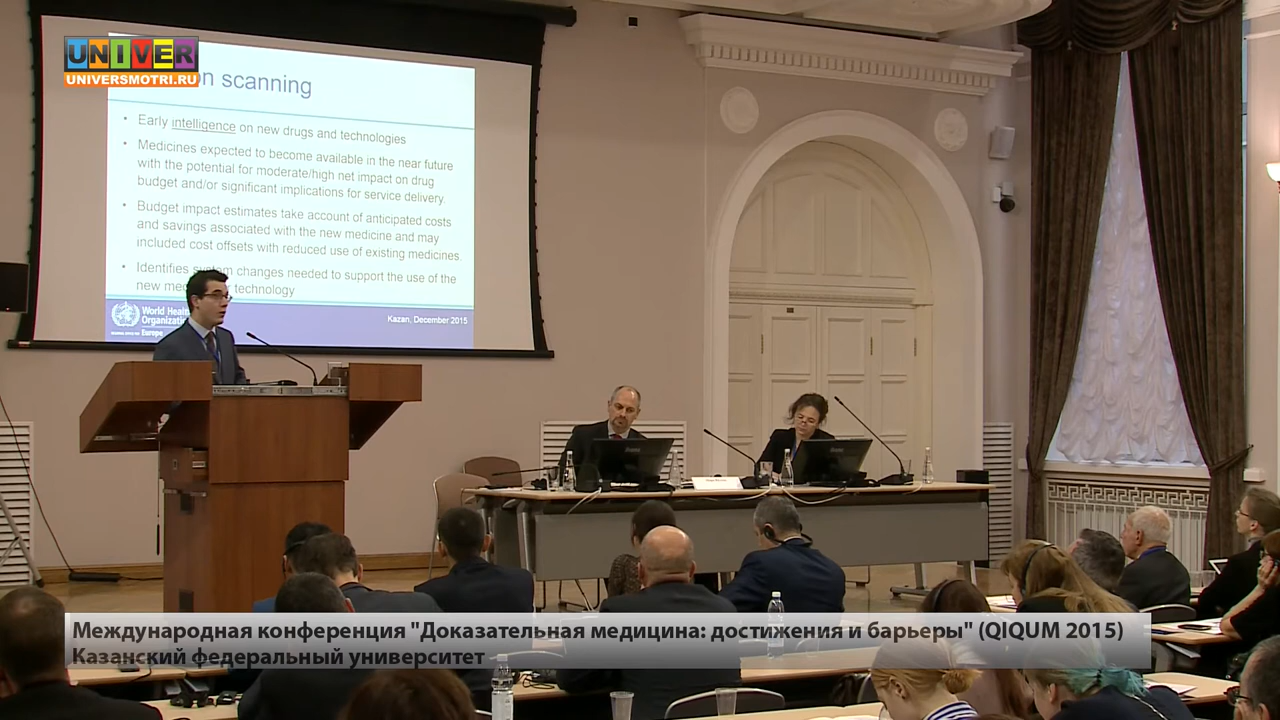 UNIVER
UNIVERSMOTRI.RU
on scanning
• Early intelligence on new drugs and technologies
• Medicines expected to become available in the near future
with the potential for moderate/high net impact on drug
budget and/or significant implications for service delivery.
• Budget impact estimates take account of anticipated costs
and savings associated with the new medicine and may
included cost offsets with reduced use of existing medicines.
• Identifies system changes needed to support the use of the
new technology
World Health
Organization
Europe
Kazan, December 2015
Международная конференция "Доказательная медицина: достижения и барьеры" (QIQUM 2015)
Казанский федеральный университет